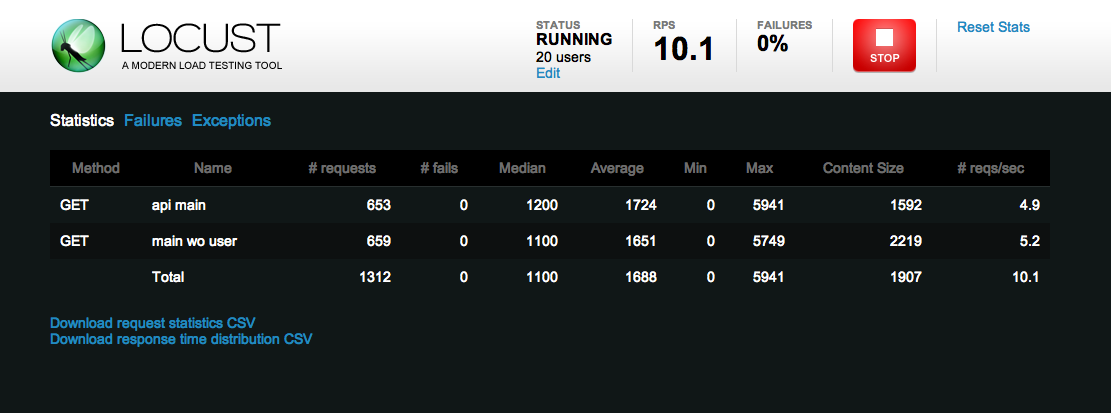 LOCUST
A MODERN LOAD TESTING TOOL
STATUS
RUNNING
20 users
Edit
RPS
10.1
FAILURES
0%
STOP
Reset Stats
Statistics Failures Exceptions
Method Name # requests # fails Median Average Min Max Content Size # reqs/sec
GET api main 653 0 1200 1724 0 5941 1592 4.9
GET main wo user 659 0 1100 1651 0 5749 2219 5.2
Total 1312 0 1100 1688 0 5941 1907 10.1
Download request statistics CSV
Download response time distribution CSV